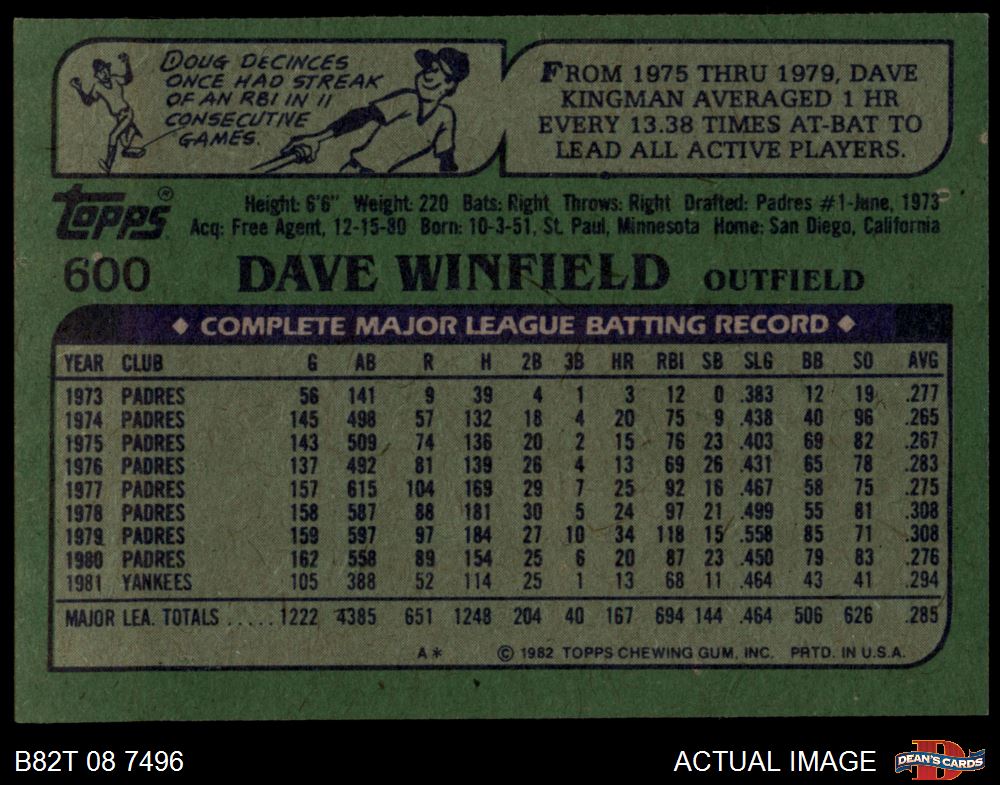 DOUG DECINCES
ONCE HAD STREAK
OF AN RBI IN 11
CONSECUTIVE
GAMES.
FROM 1975 THRU 1979, DAVE
KINGMAN AVERAGED 1 HR
EVERY 13.38 TIMES AT-BAT TO
LEAD ALL ACTIVE PLAYERS.
topps®
Height: 6'6" Weight: 220 Bats: Right Throws: Right Drafted: Padres #1-June, 1973
Acq: Free Agent, 12-15-80 Born: 10-3-51, St. Paul, Minnesota Home: San Diego, California
600 DAVE WINFIELD OUTFIELD
◆ COMPLETE MAJOR LEAGUE BATTING RECORD ◆
YEAR CLUB G AB R H 2B 3B HR RBI SB SLG BB SO AVG
1973 PADRES 56 141 9 39 4 1 3 12 0 .383 12 19 .277
1974 PADRES 145 498 57 132 18 4 20 75 9 .438 40 96 .265
1975 PADRES 143 509 74 136 20 2 15 76 23 .403 69 82 .267
1976 PADRES 137 492 81 139 26 4 13 69 26 .431 65 78 .283
1977 PADRES 157 615 104 169 29 7 25 92 16 .467 58 75 .275
1978 PADRES 158 587 88 181 30 5 24 97 21 .499 55 81 .308
1979 PADRES 159 597 97 184 27 10 34 118 15 .558 85 71 .308
1980 PADRES 162 558 89 154 25 6 20 87 23 .450 79 83 .276
1981 YANKEES 105 388 52 114 25 1 13 68 11 .464 43 41 .294
MAJOR LEA. TOTALS .....1222 4385 651 1248 204 40 167 694 144 .464 506 626 .285
A* © 1982 TOPPS CHEWING GUM, INC. PRTD. IN U.S.A.
B82T 08 7496 ACTUAL IMAGE DEAN'S CARDS